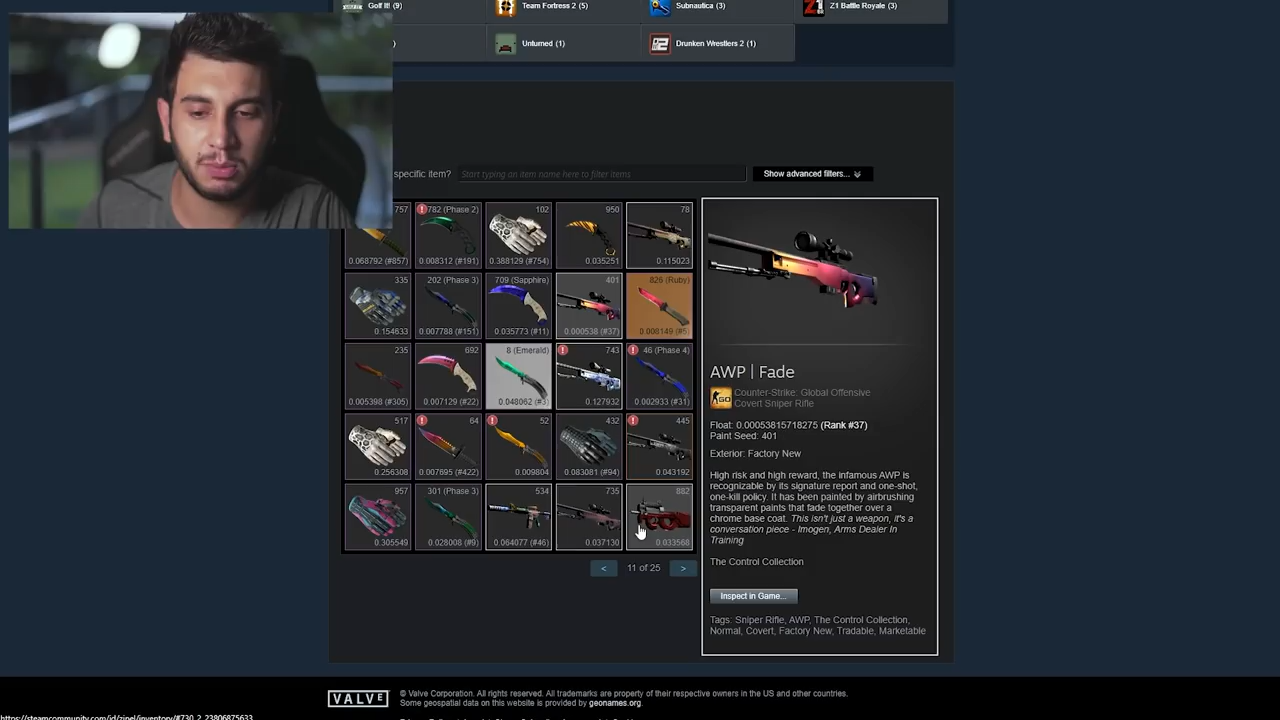 Golf It! (9)
Team Fortress 2 (5)
Subnautica (3)
Z1 Battle Royale (3)
)
Unturned (1)
Drunken Wrestlers 2 (1)
specific item?
Start typing an item name here to filter items
Show advanced filters...
757
782 (Phase 2)
102
950
78
0.068792 (#857)
0.008312 (#191)
0.388129 (#754)
0.035251
0.115023
335
202 (Phase 3)
709 (Sapphire)
401
826 (Ruby)
0.154633
0.007788 (#151)
0.035773 (#11)
0.000538 (#37)
0.008149 (#5)
235
692
8 (Emerald)
743
46 (Phase 4)
0.005398 (#305)
0.007129 (#22)
0.048062 (#3)
0.127932
0.002933 (#31)
517
64
52
432
445
0.256308
0.007695 (#422)
0.009804
0.083081 (#94)
0.043192
957
301 (Phase 3)
534
735
882
0.305549
0.028008 (#9)
0.064077 (#46)
0.037130
0.033568
<
11 of 25
>
AWP | Fade
GO
Counter-Strike: Global Offensive
Covert Sniper Rifle
Float: 0.00053815718275 (Rank #37)
Paint Seed: 401
Exterior: Factory New
High risk and high reward, the infamous AWP is
recognizable by its signature report and one-shot,
one-kill policy. It has been painted by airbrushing
transparent paints that fade together over a
chrome base coat. This isn't just a weapon, it's a
conversation piece - Imogen, Arms Dealer In
Training
The Control Collection
Inspect in Game...
Tags: Sniper Rifle, AWP, The Control Collection,
Normal, Covert, Factory New, Tradable, Marketable
VALVE
© Valve Corporation. All rights reserved. All trademarks are property of their respective owners in the US and other countries.
Some geospatial data on this website is provided by geonames.org.
https://steamcommunity.com/id/zipel/inventory/#730_2_23806875633